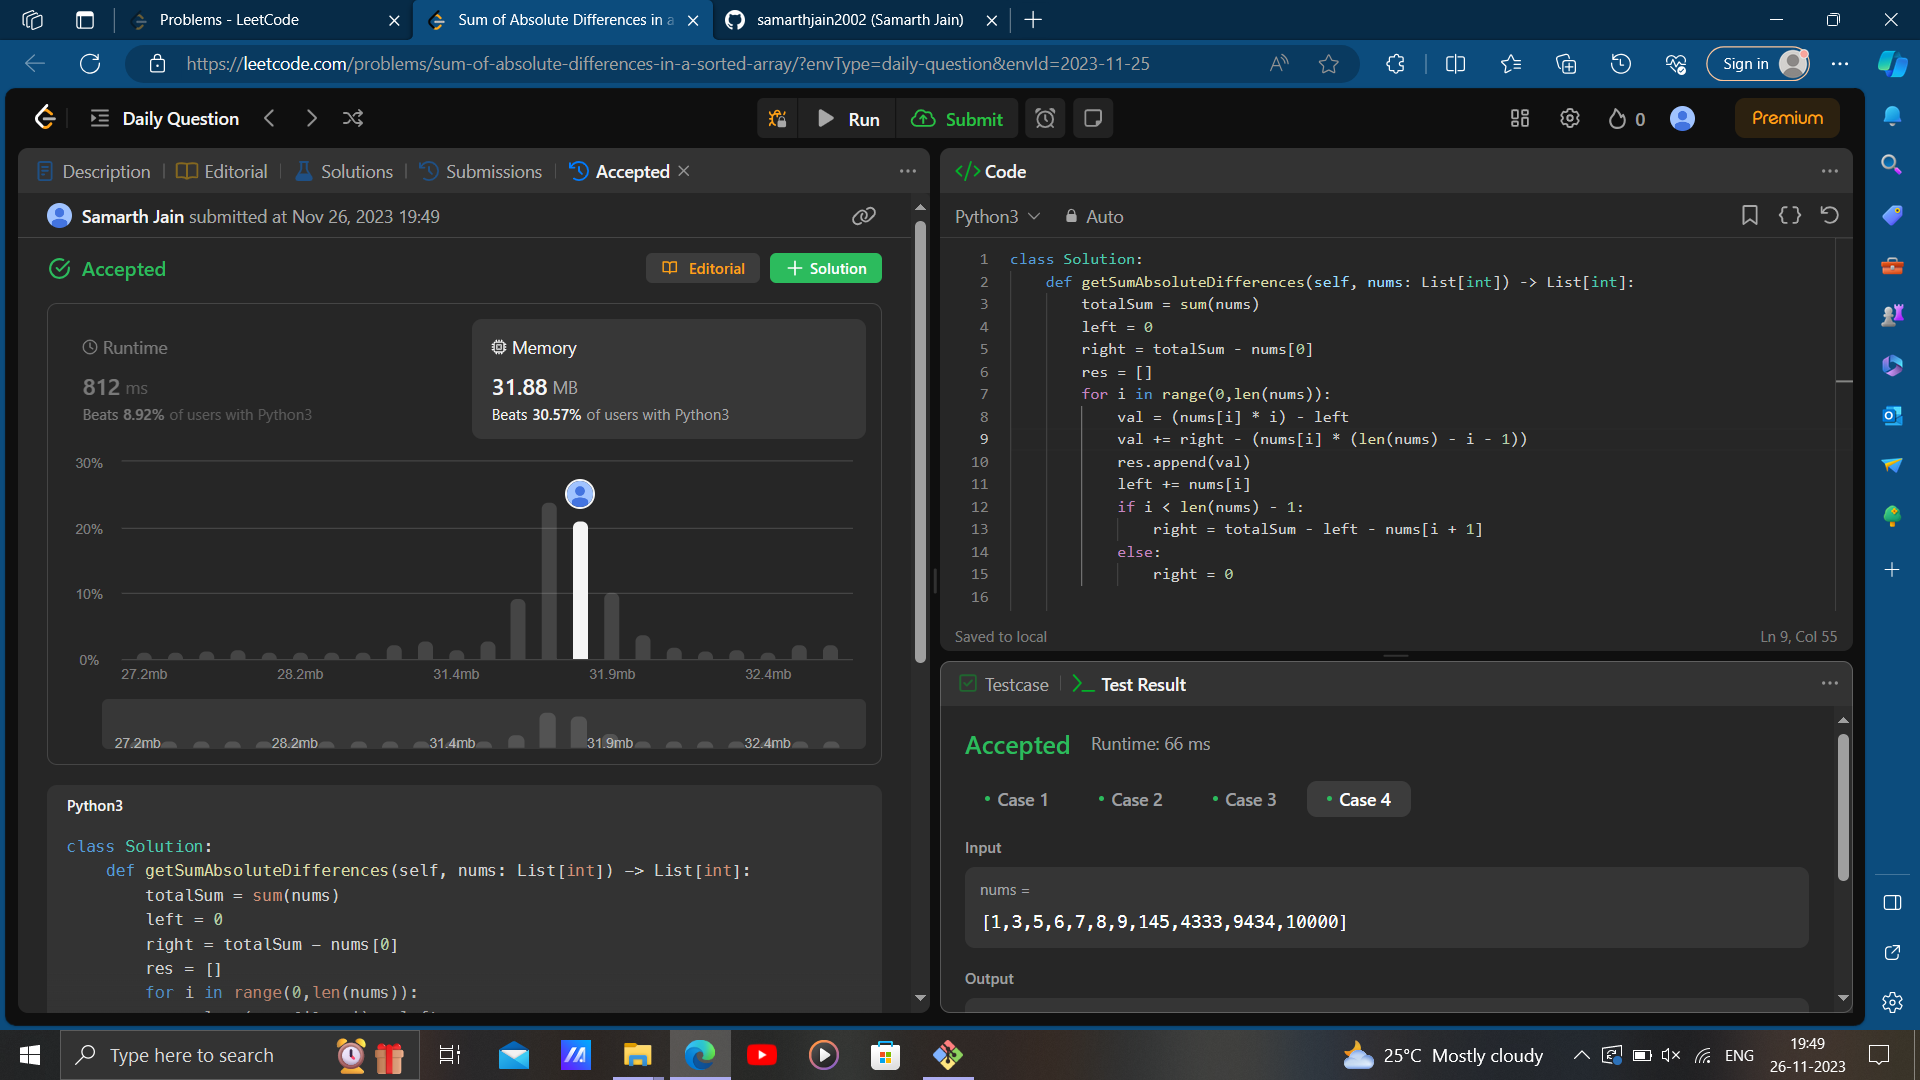 Problems - LeetCode
Sum of Absolute Differences in a
samarthjain2002 (Samarth Jain)
https://leetcode.com/problems/sum-of-absolute-differences-in-a-sorted-array/?envType=daily-question&envId=2023-11-25
Sign in
Daily Question
Run
Submit
0
Premium
Description
Editorial
Solutions
Submissions
Accepted
Samarth Jain submitted at Nov 26, 2023 19:49
Accepted
Editorial
Solution
Runtime
812 ms
Beats 8.92% of users with Python3
Memory
31.88 MB
Beats 30.57% of users with Python3
30%
20%
10%
0%
27.2mb 28.2mb 31.4mb 31.9mb 32.4mb
27.2mb 28.2mb 31.4mb 31.9mb 32.4mb
Python3
class Solution:
def getSumAbsoluteDifferences(self, nums: List[int]) -> List[int]:
totalSum = sum(nums)
left = 0
right = totalSum - nums[0]
res = []
for i in range(0,len(nums)):
Code
Python3
Auto
1 class Solution:
2 def getSumAbsoluteDifferences(self, nums: List[int]) -> List[int]:
3 totalSum = sum(nums)
4 left = 0
5 right = totalSum - nums[0]
6 res = []
7 for i in range(0,len(nums)):
8 val = (nums[i] * i) - left
9 val += right - (nums[i] * (len(nums) - i - 1))
10 res.append(val)
11 left += nums[i]
12 if i < len(nums) - 1:
13 right = totalSum - left - nums[i + 1]
14 else:
15 right = 0
16
Saved to local
Ln 9, Col 55
Testcase
Test Result
Accepted
Runtime: 66 ms
Case 1
Case 2
Case 3
Case 4
Input
nums =
[1,3,5,6,7,8,9,145,4333,9434,10000]
Output
Type here to search
25°C Mostly cloudy
ENG
19:49
26-11-2023